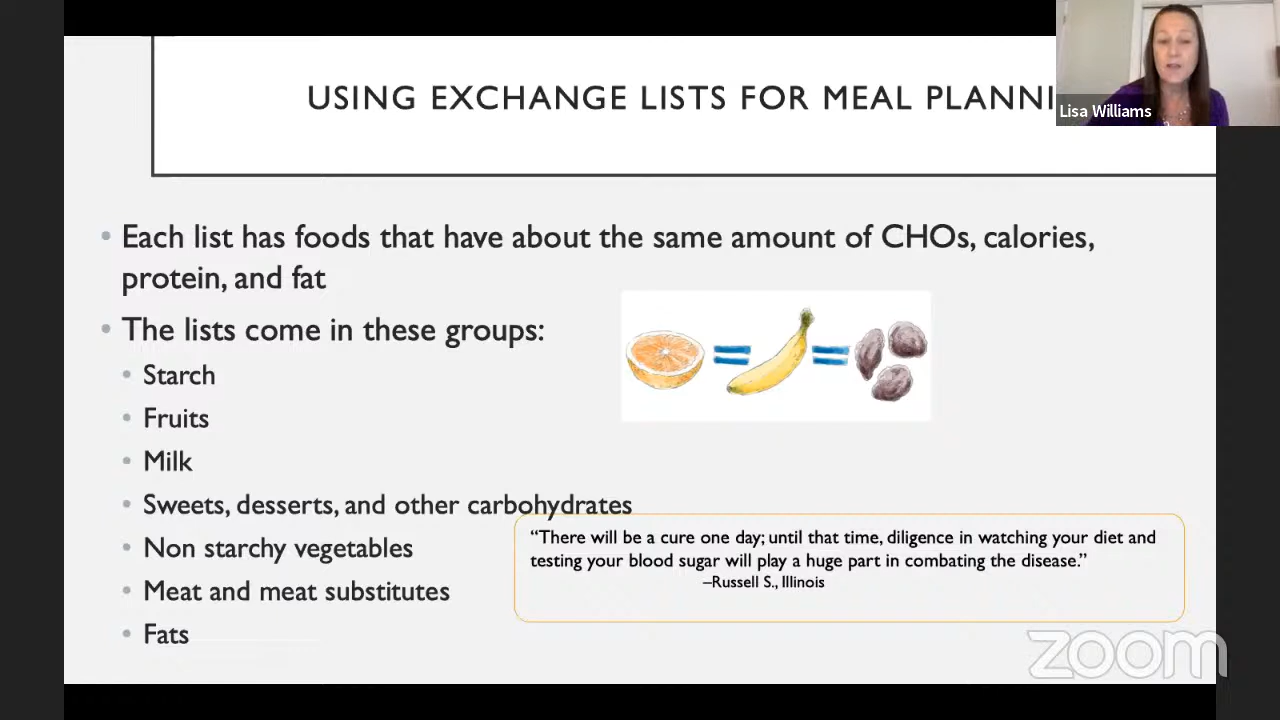 USING EXCHANGE LISTS FOR MEAL PLANNI
Lisa Williams
• Each list has foods that have about the same amount of CHOs, calories,
protein, and fat
• The lists come in these groups:
• Starch
• Fruits
• Milk
• Sweets, desserts, and other carbohydrates
• Non starchy vegetables
• Meat and meat substitutes
• Fats
“There will be a cure one day; until that time, diligence in watching your diet and
testing your blood sugar will play a huge part in combating the disease.”
–Russell S., Illinois
zoom